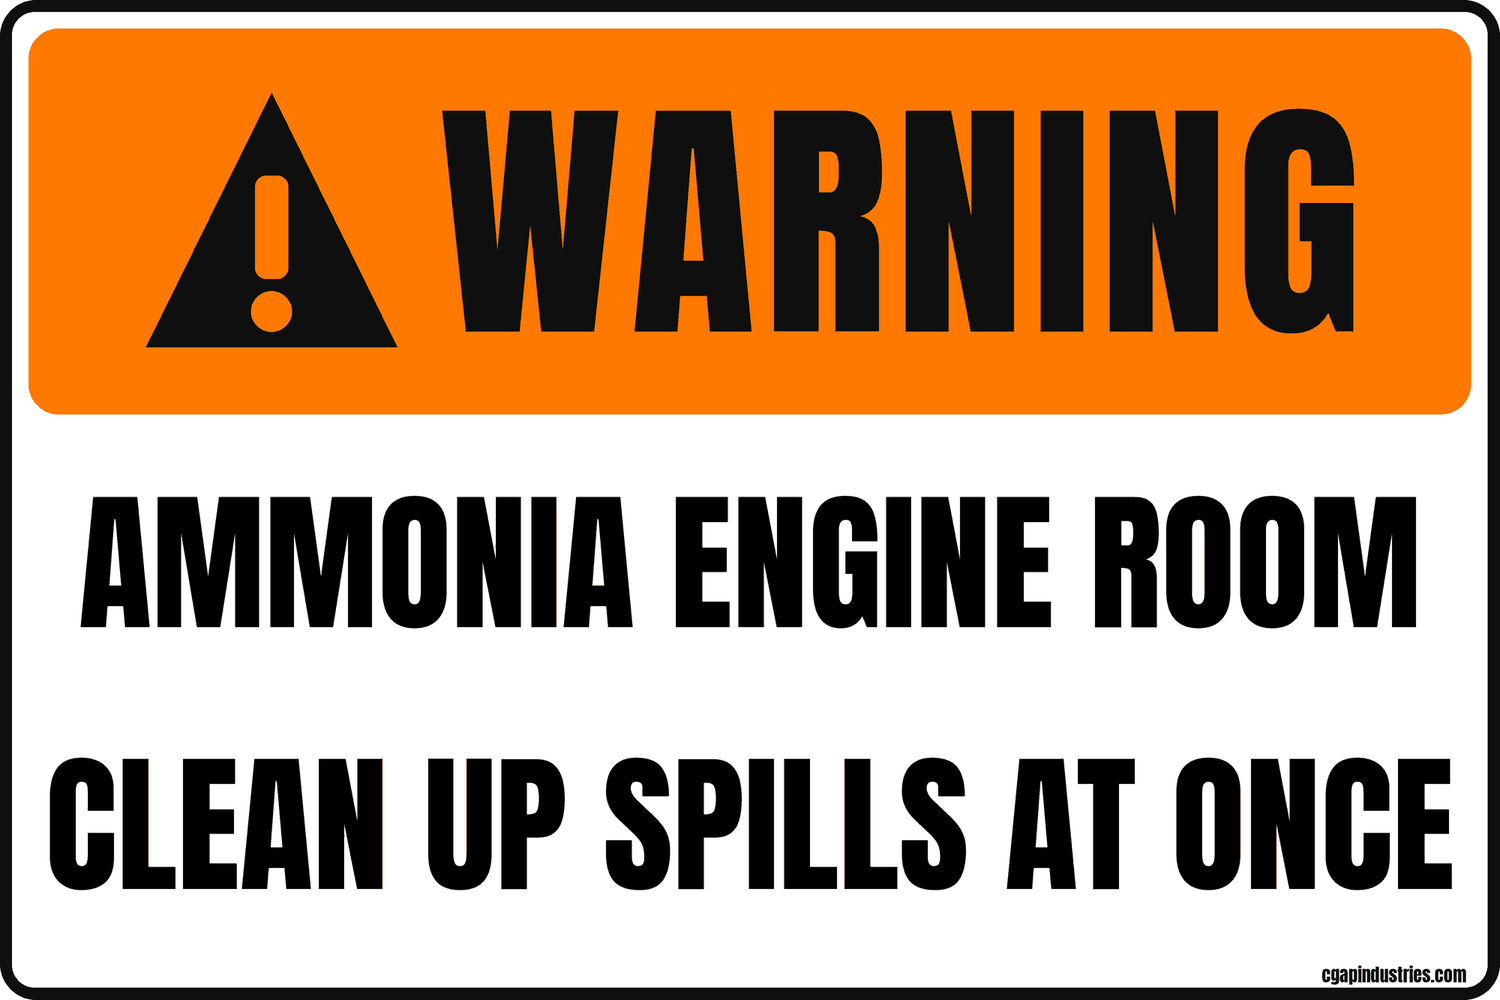 WARNING
AMMONIA ENGINE ROOM
CLEAN UP SPILLS AT ONCE
cgapindustries.com